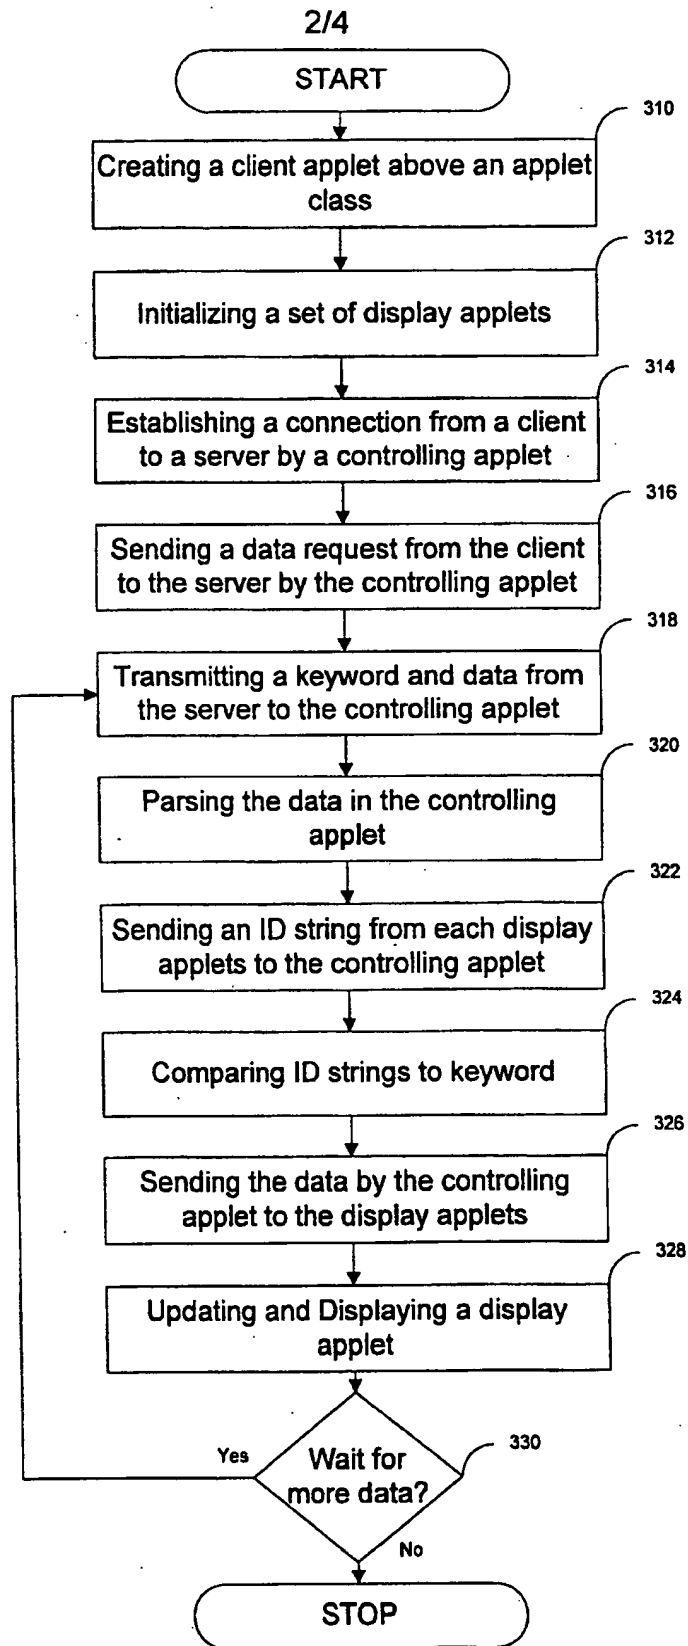 2/4
START
310
Creating a client applet above an applet
class
312
Initializing a set of display applets
314
Establishing a connection from a client
to a server by a controlling applet
316
Sending a data request from the client
to the server by the controlling applet
318
Transmitting a keyword and data from
the server to the controlling applet
320
Parsing the data in the controlling
applet
322
Sending an ID string from each display
applets to the controlling applet
324
Comparing ID strings to keyword
326
Sending the data by the controlling
applet to the display applets
328
Updating and Displaying a display
applet
330
Yes
Wait for
more data?
No
STOP